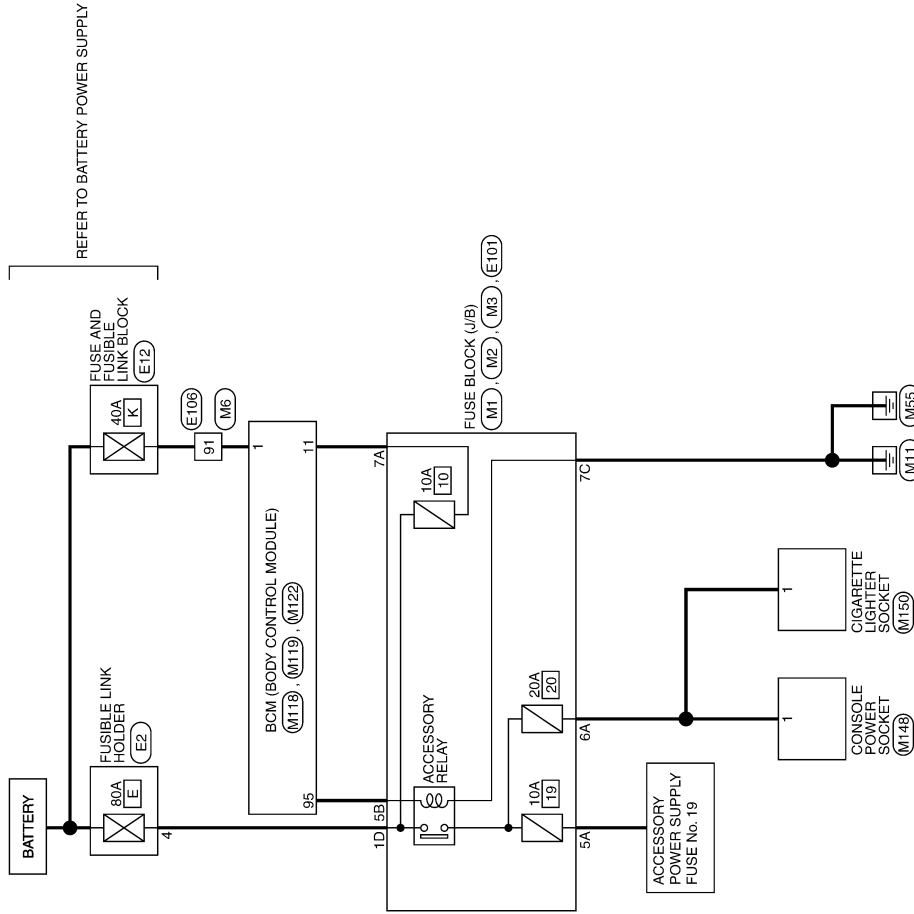 REFER TO BATTERY POWER SUPPLY
BATTERY
FUSIBLE LINK
HOLDER
E2
80A
E
4
FUSE AND
FUSIBLE
LINK BLOCK
E12
40A
K
E106
M6
91
1
11
BCM (BODY CONTROL MODULE)
M118 , M119 , M122
95
FUSE BLOCK (J/B)
M1 , M2 , M3 , E101
1D
5B
7A
10A
10
ACCESSORY
RELAY
10A
19
20A
20
5A
6A
7C
ACCESSORY
POWER SUPPLY
FUSE No. 19
1
CONSOLE
POWER
SOCKET
M148
1
CIGARETTE
LIGHTER
SOCKET
M150
M11
M55